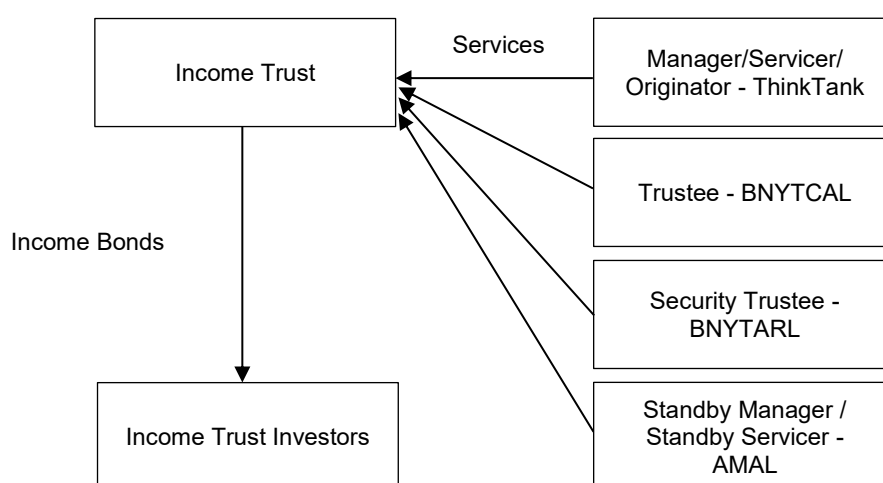 Services
Income Trust
Manager/Servicer/
Originator - ThinkTank
Trustee - BNYTCAL
Income Bonds
Security Trustee -
BNYTARL
Income Trust Investors
Standby Manager /
Standby Servicer -
AMAL